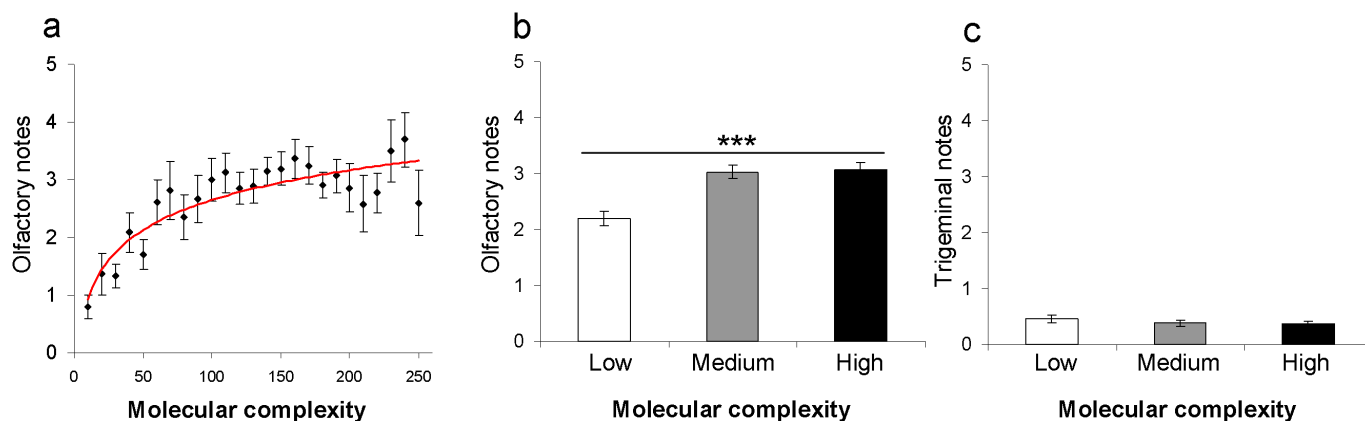 a
5
4
3
2
1
0
Olfactory notes
0 50 100 150 200 250
Molecular complexity
b
5
4
3
2
1
0
Olfactory notes
***
Low Medium High
Molecular complexity
c
5
4
3
2
1
0
Trigeminal notes
Low Medium High
Molecular complexity